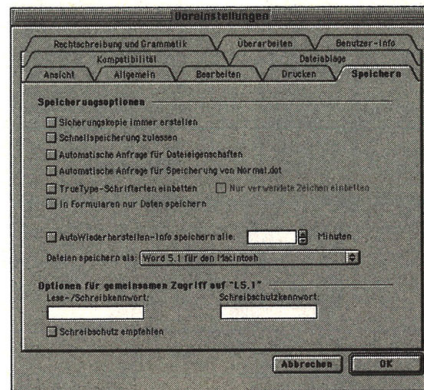 Voreinstellungen
Rechtschreibung und Grammatik Überarbeiten Benutzer-Info
Kompatibilität Dateiablage
Ansicht Allgemein Bearbeiten Drucken Speichern
Speicherungsoptionen
Sicherungskopie immer erstellen
Schnellspeicherung zulassen
Automatische Anfrage für Dateieigenschaften
Automatische Anfrage für Speicherung von Normal.dot
TrueType-Schriftarten einbetten Nur verwendete Zeichen einbetten
In Formularen nur Daten speichern
AutoWiederherstellen-Info speichern alle: Minuten
Dateien speichern als: Word 5.1 für den Macintosh
Optionen für gemeinsamen Zugriff auf "L5.1"
Lese-/Schreibkennwort: Schreibschutzkennwort:
Schreibschutz empfehlen
Abbrechen OK